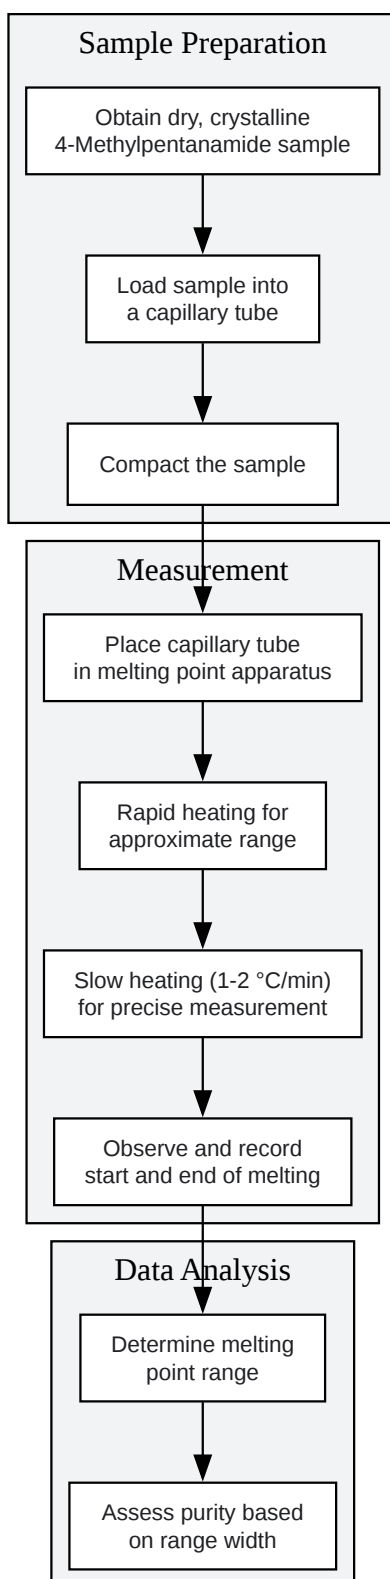 Sample Preparation
Obtain dry, crystalline
4-Methylpentanamide sample
Load sample into
a capillary tube
Compact the sample
Measurement
Place capillary tube
in melting point apparatus
Rapid heating for
approximate range
Slow heating (1-2 °C/min)
for precise measurement
Observe and record
start and end of melting
Data Analysis
Determine melting
point range
Assess purity based
on range width